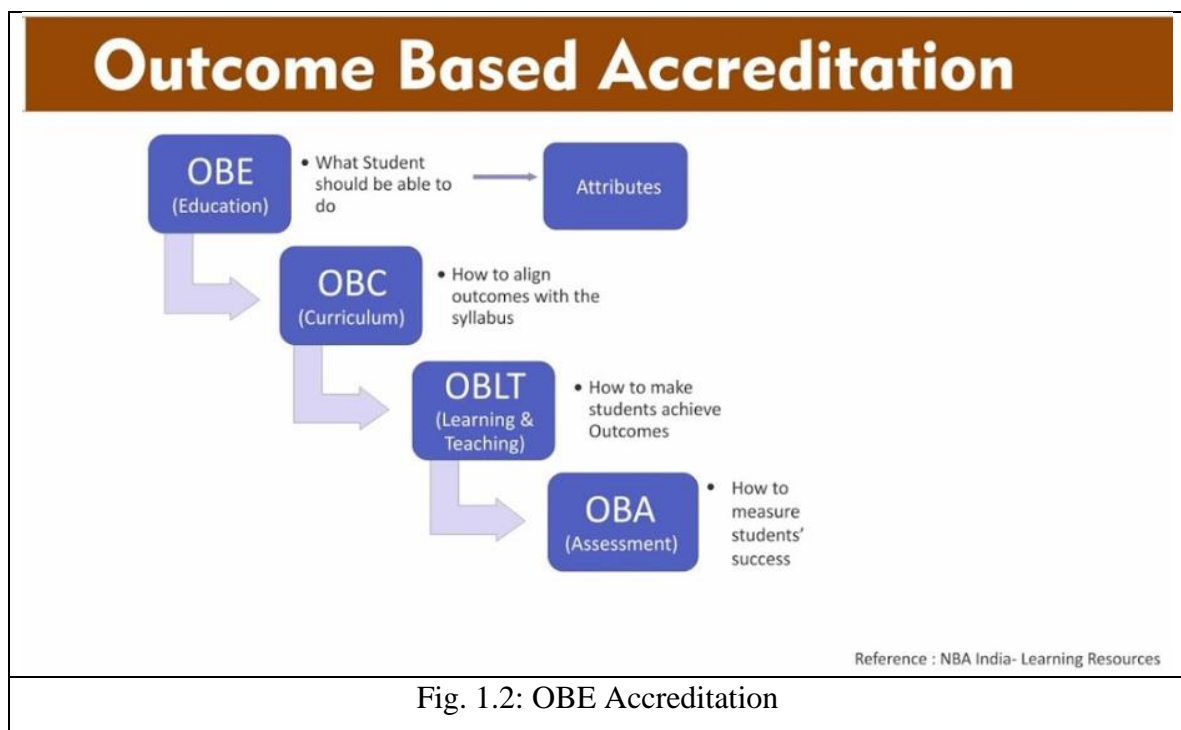 Outcome Based Accreditation
OBE
(Education)
• What Student
should be able to
do
Attributes
OBC
(Curriculum)
• How to align
outcomes with the
syllabus
OBLT
(Learning &
Teaching)
• How to make
students achieve
Outcomes
OBA
(Assessment)
• How to
measure
students’
success
Reference : NBA India- Learning Resources
Fig. 1.2: OBE Accreditation